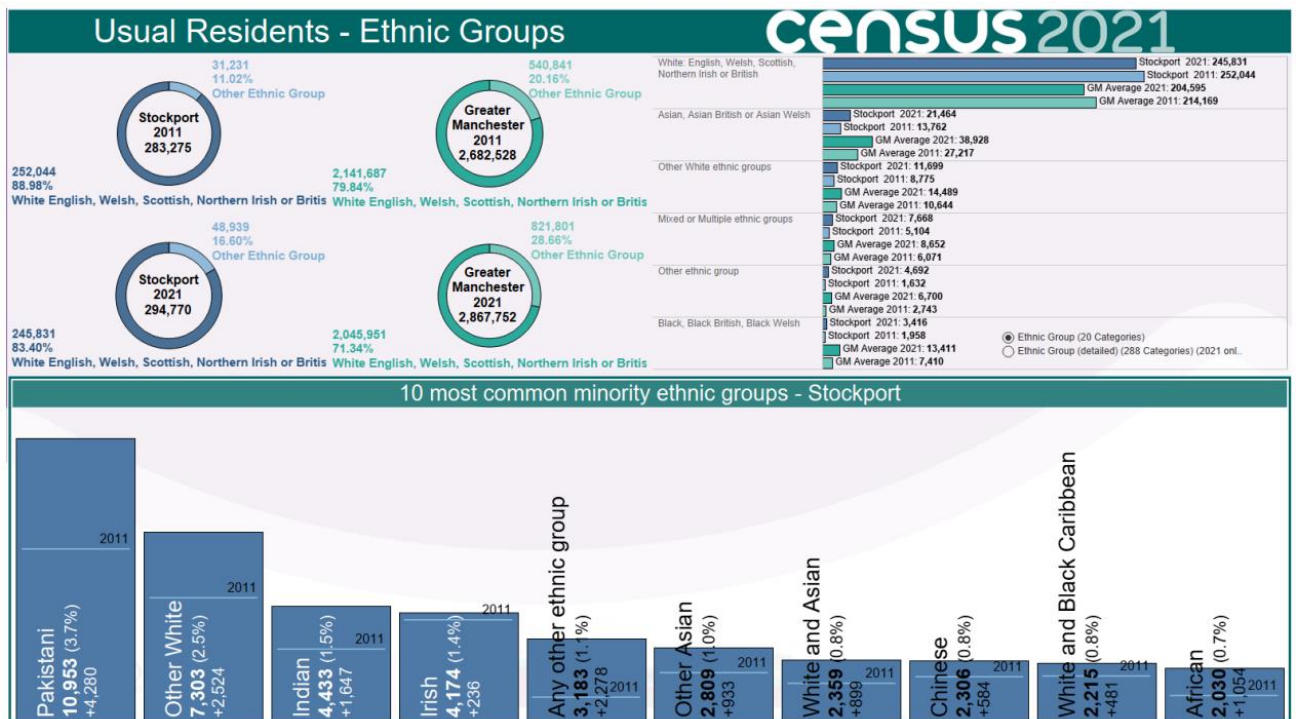 Usual Residents - Ethnic Groups
census 2021
31,231
11.02%
Other Ethnic Group
Stockport
2011
283,275
252,044
88.98%
White English, Welsh, Scottish, Northern Irish or Britis
540,841
20.16%
Other Ethnic Group
Greater
Manchester
2011
2,682,528
2,141,687
79.84%
White English, Welsh, Scottish, Northern Irish or Britis
48,939
16.60%
Other Ethnic Group
Stockport
2021
294,770
245,831
83.40%
White English, Welsh, Scottish, Northern Irish or Britis
821,801
28.66%
Other Ethnic Group
Greater
Manchester
2021
2,867,752
2,045,951
71.34%
White English, Welsh, Scottish, Northern Irish or Britis
White: English, Welsh, Scottish,
Northern Irish or British
Stockport 2021: 245,831
Stockport 2011: 252,044
GM Average 2021: 204,595
GM Average 2011: 214,169
Asian, Asian British or Asian Welsh
Stockport 2021: 21,464
Stockport 2011: 13,762
GM Average 2021: 38,928
GM Average 2011: 27,217
Other White ethnic groups
Stockport 2021: 11,699
Stockport 2011: 8,775
GM Average 2021: 14,489
GM Average 2011: 10,644
Mixed or Multiple ethnic groups
Stockport 2021: 7,668
Stockport 2011: 5,104
GM Average 2021: 8,652
GM Average 2011: 6,071
Other ethnic group
Stockport 2021: 4,692
Stockport 2011: 1,632
GM Average 2021: 6,700
GM Average 2011: 2,743
Black, Black British, Black Welsh
Stockport 2021: 3,416
Stockport 2011: 1,958
GM Average 2021: 13,411
GM Average 2011: 7,410
Ethnic Group (20 Categories)
Ethnic Group (detailed) (288 Categories) (2021 onl..
10 most common minority ethnic groups - Stockport
2011
Pakistani
10,953 (3.7%)
+4,280
2011
Other White
7,303 (2.5%)
+2,524
2011
Indian
4,433 (1.5%)
+1,647
2011
Irish
4,174 (1.4%)
+236
2011
Any other ethnic group
3,183 (1.1%)
+2,278
2011
Other Asian
2,809 (1.0%)
+933
2011
White and Asian
2,359 (0.8%)
+899
2011
Chinese
2,306 (0.8%)
+584
2011
White and Black Caribbean
2,215 (0.8%)
+481
2011
African
2,030 (0.7%)
+1,054